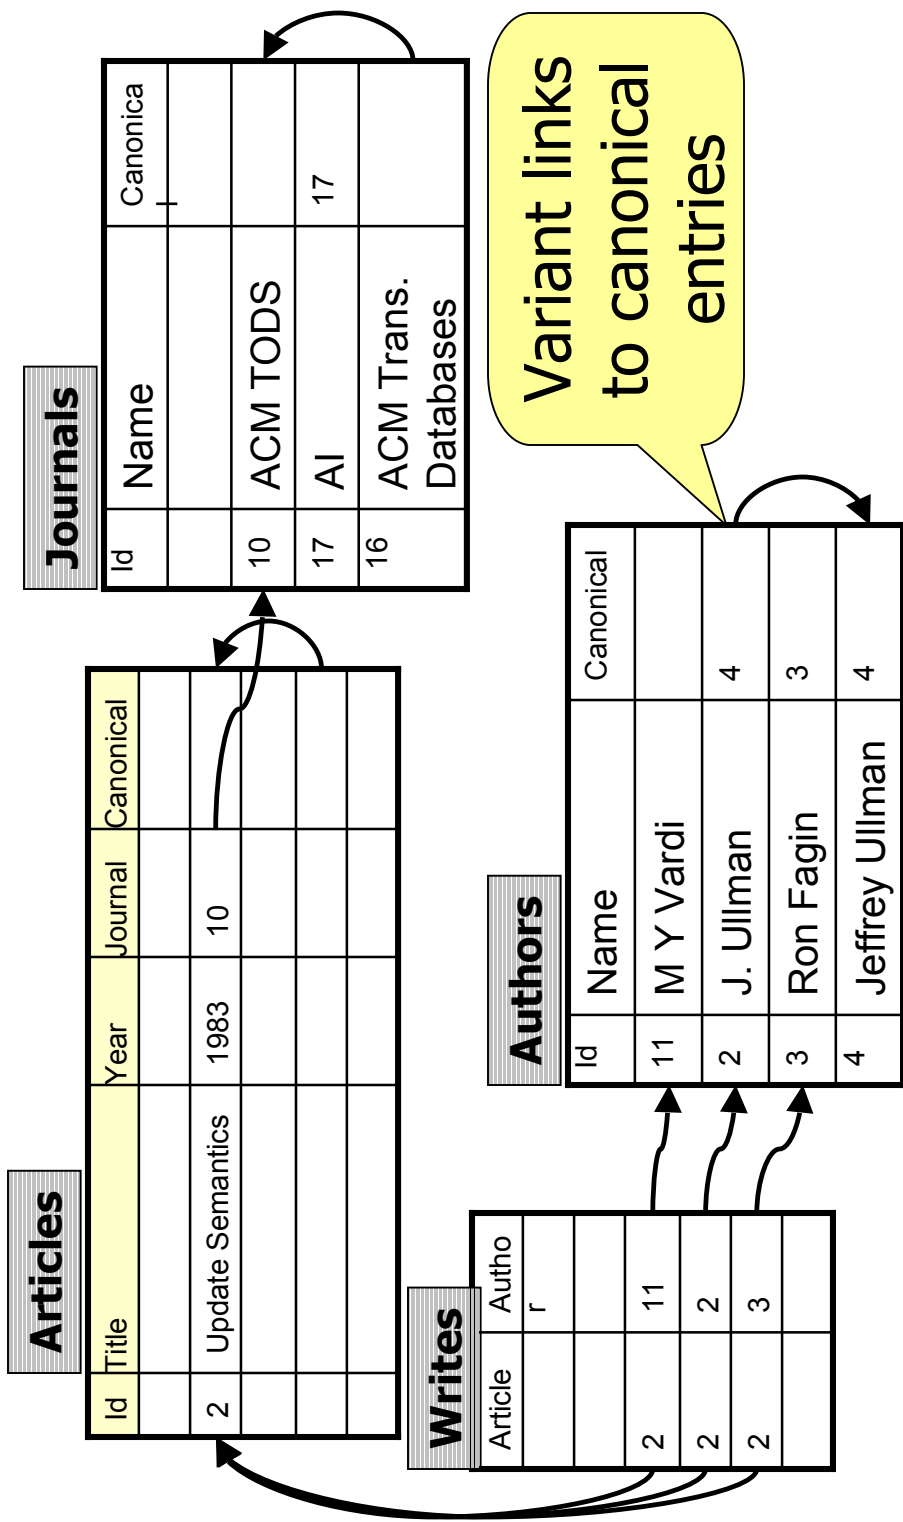 Articles
Id Title Year Journal Canonical
2 Update Semantics 1983 10
Journals
Id Name Canonica
l
10 ACM TODS
17 AI 17
16 ACM Trans.
Databases
Writes
Article Autho
r
2 11
2 2
2 3
Authors
Id Name Canonical
11 M Y Vardi
2 J. Ullman 4
3 Ron Fagin 3
4 Jeffrey Ullman 4
Variant links
to canonical
entries